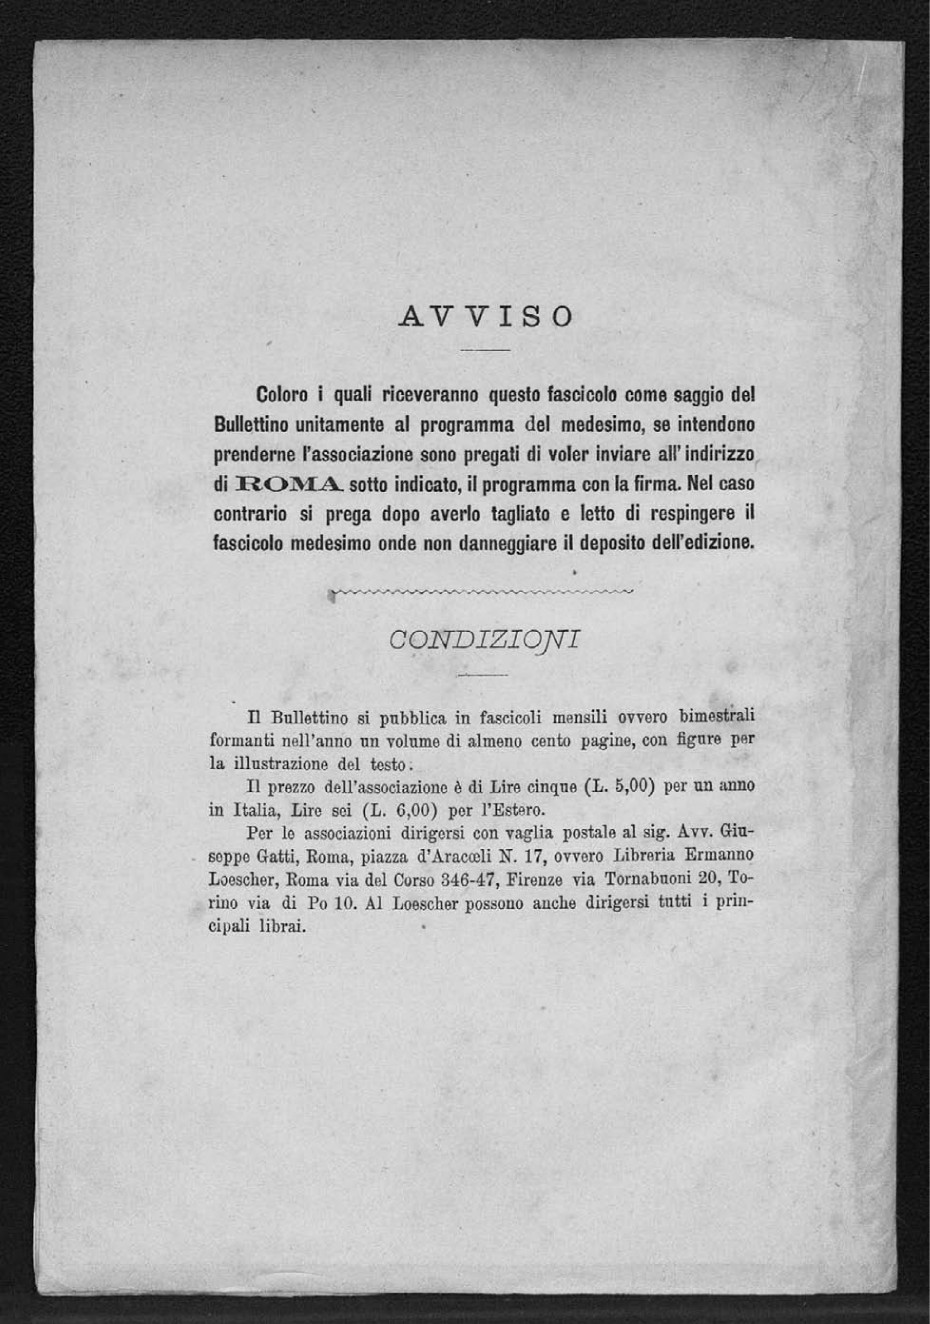 AVVISO
Coloro i quali riceveranno questo fascicolo come saggio del
Bullettino unitamente al programma del medesimo, se intendono
prenderne l'associazione sono pregati di voler inviare all'indirizzo
di ROMA sotto indicato, il programma con la firma. Nel caso
contrario si prega dopo averlo tagliato e letto di respingere il
fascicolo medesimo onde non danneggiare il deposito dell'edizione.
CONDIZIONI
Il Bullettino si pubblica in fascicoli mensili ovvero bimestrali
formanti nell'anno un volume di almeno cento pagine, con figure per
la illustrazione del testo.
Il prezzo dell'associazione è di Lire cinque (L. 5,00) per un anno
in Italia, Lire sei (L. 6,00) per l'Estero.
Per le associazioni dirigersi con vaglia postale al sig. Avv. Giu-
seppe Gatti, Roma, piazza d'Aracœli N. 17, ovvero Libreria Ermanno
Loescher, Roma via del Corso 346-47, Firenze via Tornabuoni 20, To-
rino via di Po 10. Al Loescher possono anche dirigersi tutti i prin-
cipali librai.